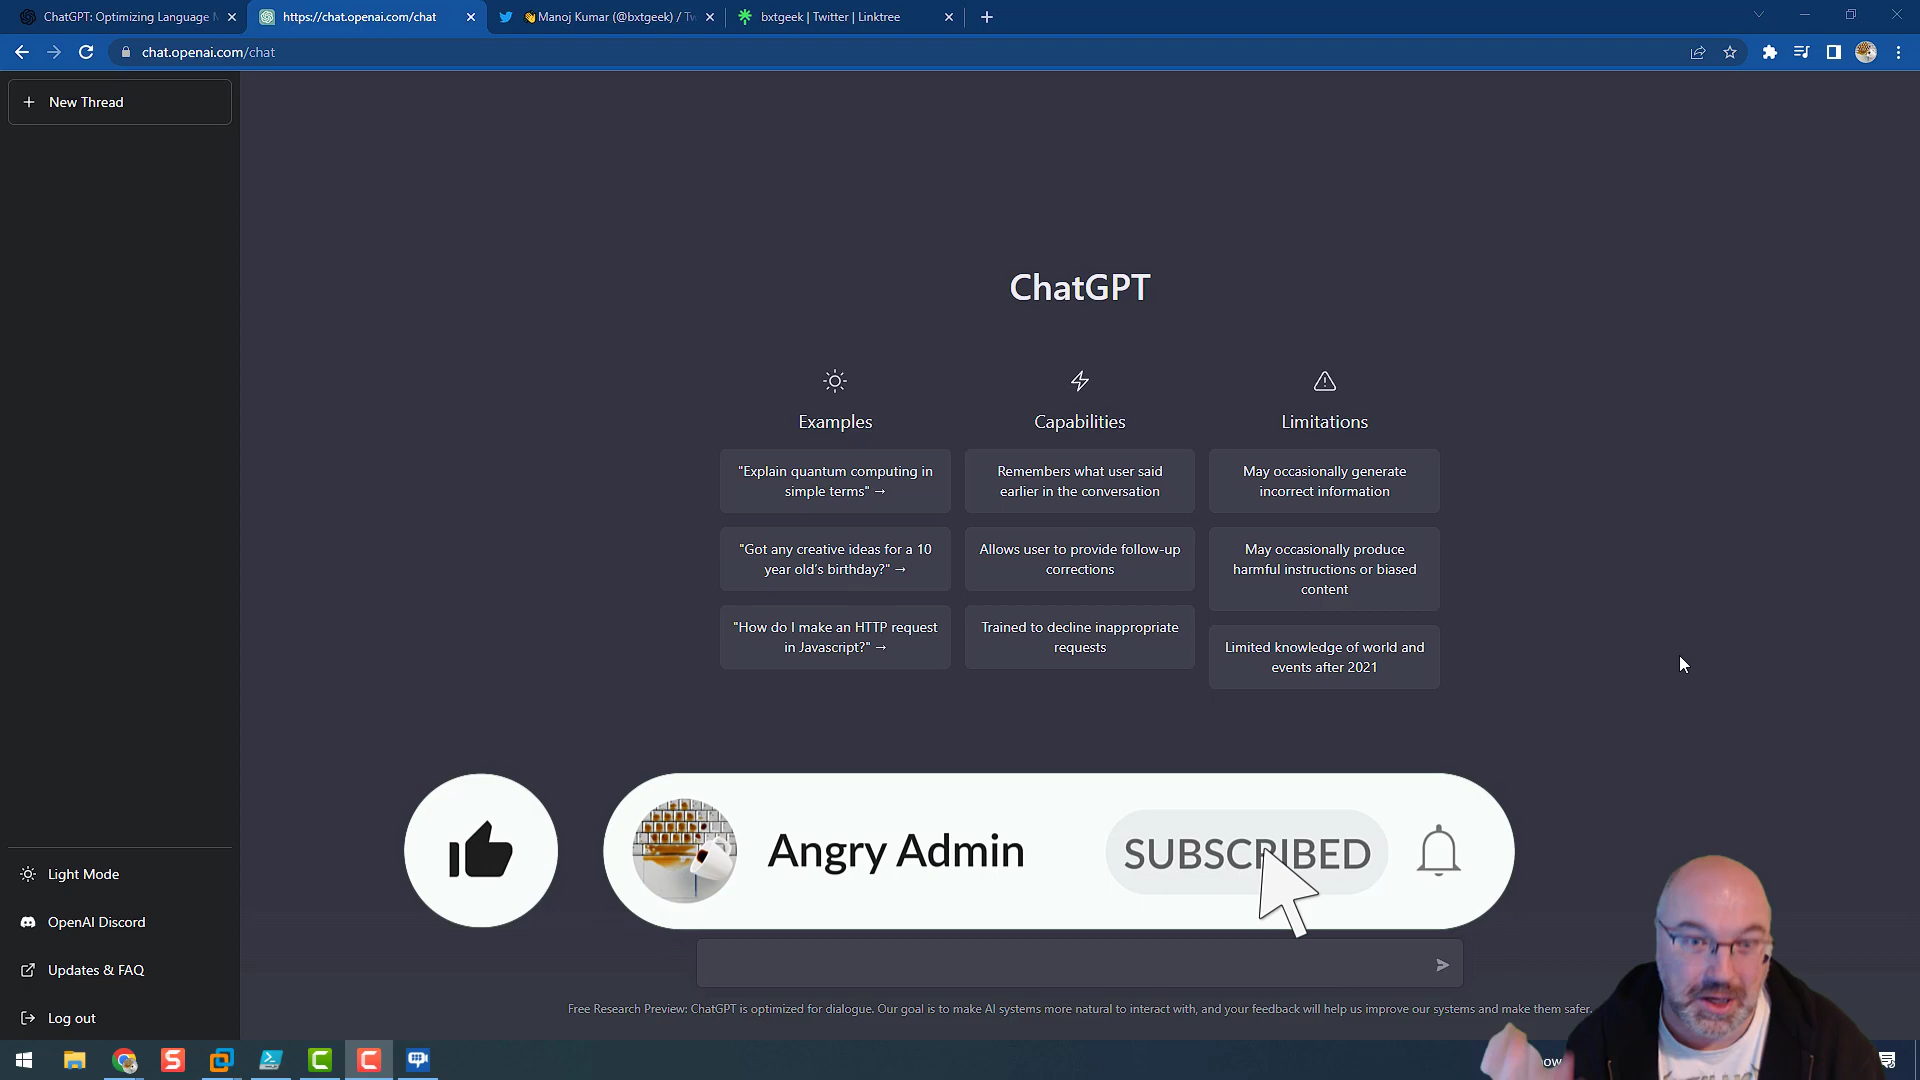 ChatGPT: Optimizing Language M
https://chat.openai.com/chat
Manoj Kumar (@bxtgeek) / Tw
bxtgeek | Twitter | Linktree
chat.openai.com/chat
New Thread
ChatGPT
Examples
Capabilities
Limitations
"Explain quantum computing in
simple terms" →
Remembers what user said
earlier in the conversation
May occasionally generate
incorrect information
"Got any creative ideas for a 10
year old's birthday?" →
Allows user to provide follow-up
corrections
May occasionally produce
harmful instructions or biased
content
"How do I make an HTTP request
in Javascript?" →
Trained to decline inappropriate
requests
Limited knowledge of world and
events after 2021
Angry Admin
SUBSCRIBED
Light Mode
OpenAI Discord
Updates & FAQ
Log out
Free Research Preview: ChatGPT is optimized for dialogue. Our goal is to make AI systems more natural to interact with, and your feedback will help us improve our systems and make them safer.